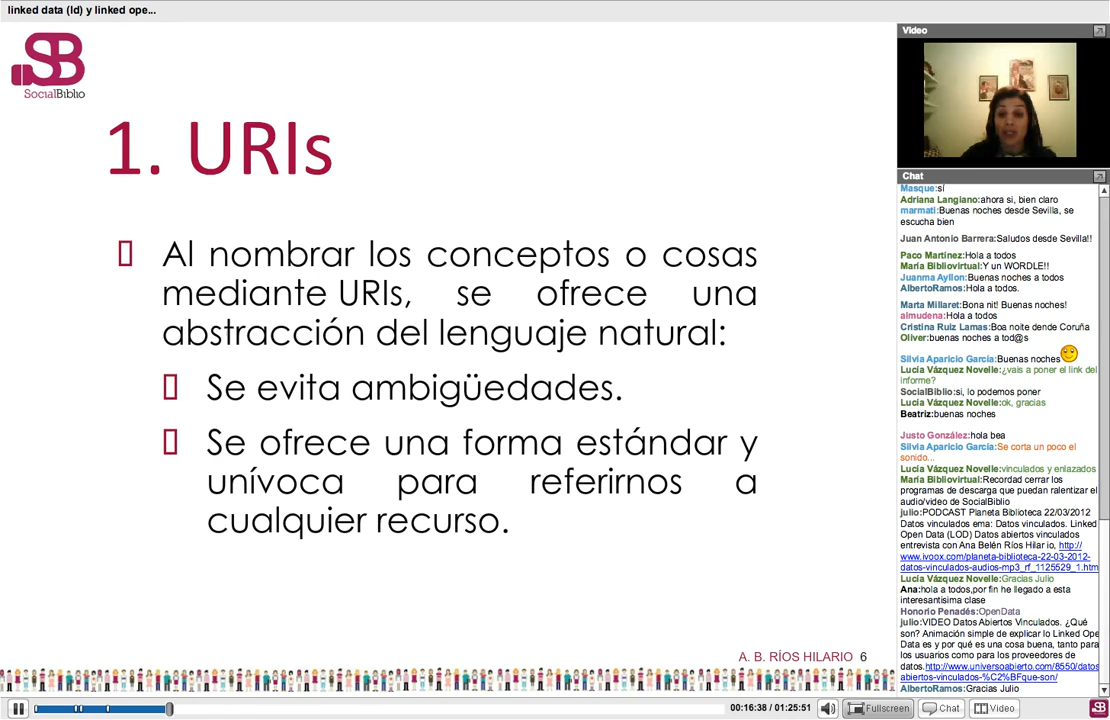 linked data (ld) y linked ope...
SB
SocialBiblio
1. URIs
Al nombrar los conceptos o cosas
mediante URIs, se ofrece una
abstracción del lenguaje natural:
Se evita ambigüedades.
Se ofrece una forma estándar y
unívoca para referirnos a
cualquier recurso.
A. B. RÍOS HILARIO 6
Video
Chat
Masque:sí
Adriana Langiano:ahora si, bien claro
marmati:Buenas noches desde Sevilla, se
escucha bien
Juan Antonio Barrera:Saludos desde Sevilla!!
Paco Martínez:Hola a todos
María Bibliovirtual:Y un WORDLE!!
Juanma Ayllon:Buenas noches a todos
AlbertoRamos:Hola a todos.
Marta Millaret:Bona nit! Buenas noches!
almudena:Hola a todos
Cristina Ruiz Lamas:Boa noite dende Coruña
Oliver:buenas noches a tod@s
Silvia Aparicio García:Buenas noches
Lucía Vázquez Novelle:¿vais a poner el link del
informe?
SocialBiblio:si, lo podemos poner
Lucía Vázquez Novelle:ok, gracias
Beatriz:buenas noches
Justo González:hola bea
Silvia Aparicio García:Se corta un poco el
sonido...
Lucía Vázquez Novelle:vinculados y enlazados
María Bibliovirtual:Recordad cerrar los
programas de descarga que puedan ralentizar el
audio/video de SocialBiblio
julio:PODCAST Planeta Biblioteca 22/03/2012
Datos vinculados ema: Datos vinculados. Linked
Open Data (LOD) Datos abiertos vinculados
entrevista con Ana Belén Ríos Hilar io, http://
www.ivoox.com/planeta-biblioteca-22-03-2012-
datos-vinculados-audios-mp3_rf_1125529_1.htm
Lucía Vázquez Novelle:Gracias Julio
Ana:hola a todos,por fin he llegado a esta
interesantisima clase
Honorio Penadés:OpenData
julio:VIDEO Datos Abiertos Vinculados. ¿Qué
son? Animación simple de explicar lo Linked Ope
Data es y por qué es una cosa buena, tanto para
los usuarios como para los proveedores de
datos.http://www.universoabierto.com/8550/datos
abiertos-vinculados-%C2%BFque-son/
AlbertoRamos:Gracias Julio
00:16:38 / 01:25:51
Fullscreen
Chat
Video
SB